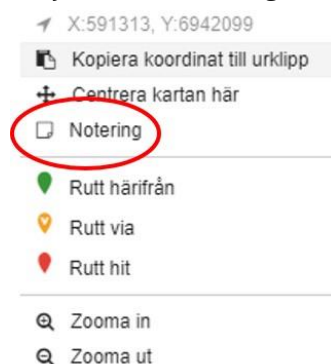 X:591313, Y:6942099
Kopiera koordinat till urklipp
Centrera kartan här
Notering
Rutt härifrån
Rutt via
Rutt hit
Zooma in
Zooma ut